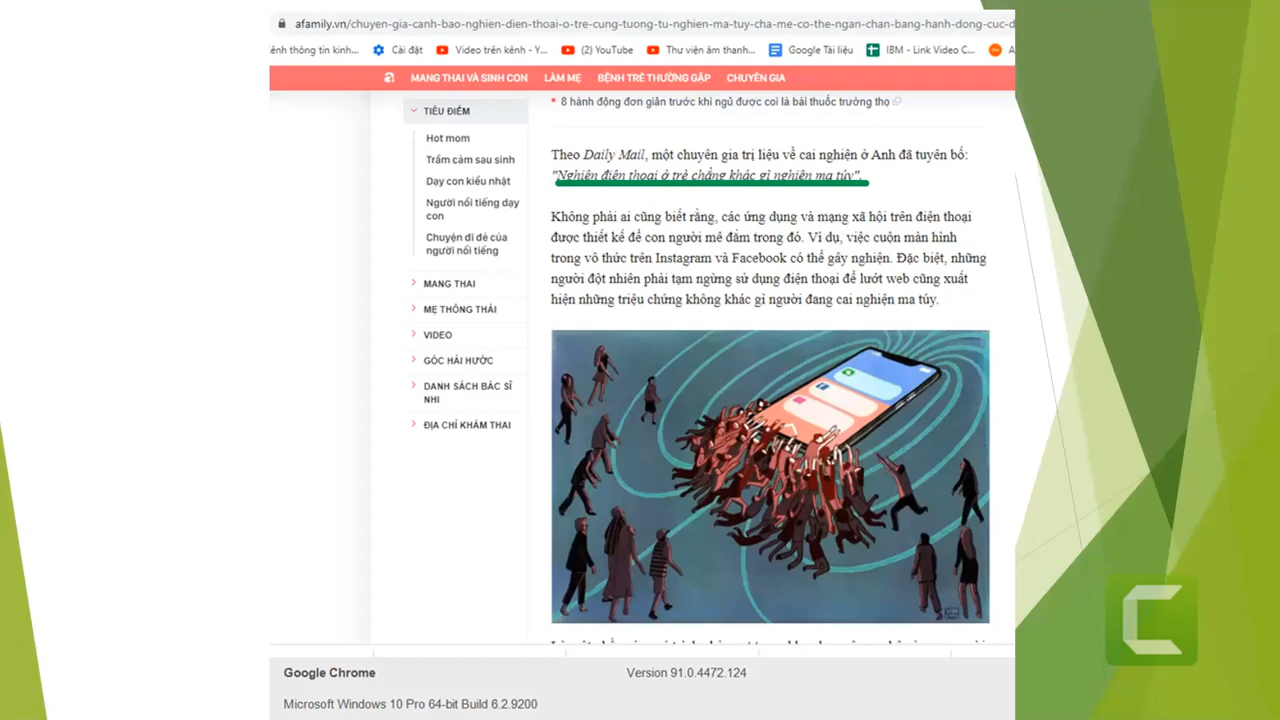 afamily.vn/chuyen-gia-canh-bao-nghien-dien-thoai-o-tre-cung-tuong-tu-nghien-ma-tuy-cha-me-co-the-ngan-chan-bang-hanh-dong-cuc-d
ênh thông tin kinh... Cài đặt Video trên kênh - Y... (2) YouTube Thư viện âm thanh... Google Tài liệu IBM - Link Video C...
MANG THAI VÀ SINH CON LÀM MẸ BỆNH TRẺ THƯỜNG GẶP CHUYÊN GIA
8 hành động đơn giản trước khi ngủ được coi là bài thuốc trường thọ
TIÊU ĐIỂM
Hot mom
Trầm cảm sau sinh
Dạy con kiểu nhật
Người nổi tiếng dạy
con
Chuyện đi đẻ của
người nổi tiếng
MANG THAI
MẸ THÔNG THÁI
VIDEO
GÓC HÀI HƯỚC
DANH SÁCH BÁC SĨ
NHI
ĐỊA CHỈ KHÁM THAI
Theo Daily Mail, một chuyên gia trị liệu về cai nghiện ở Anh đã tuyên bố:
"Nghiện điện thoại ở trẻ chẳng khác gì nghiện ma túy".
Không phải ai cũng biết rằng, các ứng dụng và mạng xã hội trên điện thoại
được thiết kế để con người mê đắm trong đó. Ví dụ, việc cuộn màn hình
trong vô thức trên Instagram và Facebook có thể gây nghiện. Đặc biệt, những
người đột nhiên phải tạm ngừng sử dụng điện thoại để lướt web cũng xuất
hiện những triệu chứng không khác gì người đang cai nghiện ma túy.
Google Chrome Version 91.0.4472.124
Microsoft Windows 10 Pro 64-bit Build 6.2.9200